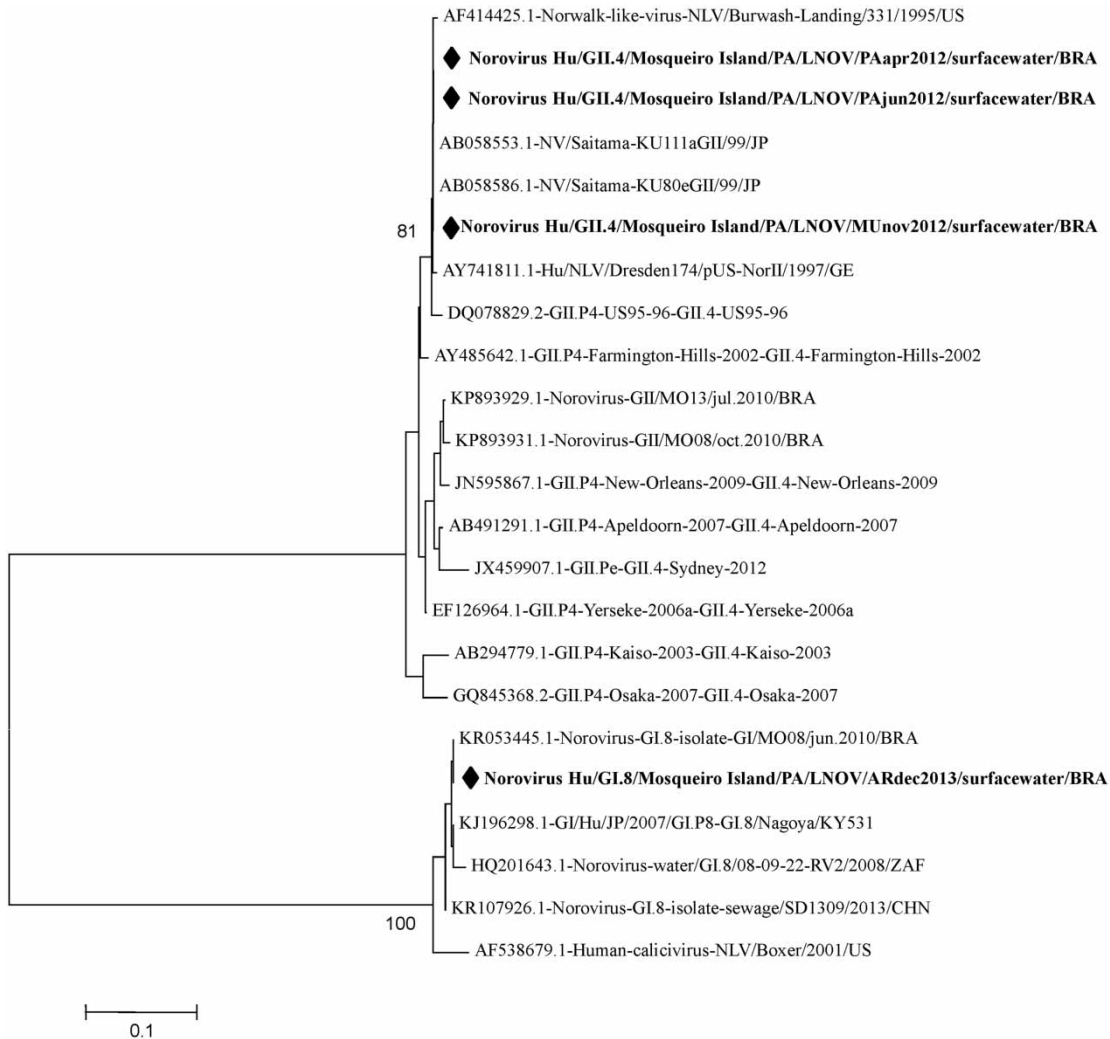 AF414425.1-Norwalk-like-virus-NLV/Burwash-Landing/331/1995/US
Norovirus Hu/GII.4/Mosqueiro Island/PA/LNOV/PAapr2012/surfacewater/BRA
Norovirus Hu/GII.4/Mosqueiro Island/PA/LNOV/PAjun2012/surfacewater/BRA
AB058553.1-NV/Saitama-KU111aGII/99/JP
AB058586.1-NV/Saitama-KU80eGII/99/JP
Norovirus Hu/GII.4/Mosqueiro Island/PA/LNOV/MUnov2012/surfacewater/BRA
81
AY741811.1-Hu/NLV/Dresden174/pUS-NorII/1997/GE
DQ078829.2-GII.P4-US95-96-GII.4-US95-96
AY485642.1-GII.P4-Farmington-Hills-2002-GII.4-Farmington-Hills-2002
KP893929.1-Norovirus-GII/MO13/jul.2010/BRA
KP893931.1-Norovirus-GII/MO08/oct.2010/BRA
JN595867.1-GII.P4-New-Orleans-2009-GII.4-New-Orleans-2009
AB491291.1-GII.P4-Apeldoorn-2007-GII.4-Apeldoorn-2007
JX459907.1-GII.Pe-GII.4-Sydney-2012
EF126964.1-GII.P4-Yerseke-2006a-GII.4-Yerseke-2006a
AB294779.1-GII.P4-Kaiso-2003-GII.4-Kaiso-2003
GQ845368.2-GII.P4-Osaka-2007-GII.4-Osaka-2007
KR053445.1-Norovirus-GI.8-isolate-GI/MO08/jun.2010/BRA
Norovirus Hu/GI.8/Mosqueiro Island/PA/LNOV/ARdec2013/surfacewater/BRA
KJ196298.1-GI/Hu/JP/2007/GI.P8-GI.8/Nagoya/KY531
HQ201643.1-Norovirus-water/GI.8/08-09-22-RV2/2008/ZAF
KR107926.1-Norovirus-GI.8-isolate-sewage/SD1309/2013/CHN
100
AF538679.1-Human-calicivirus-NLV/Boxer/2001/US
0.1